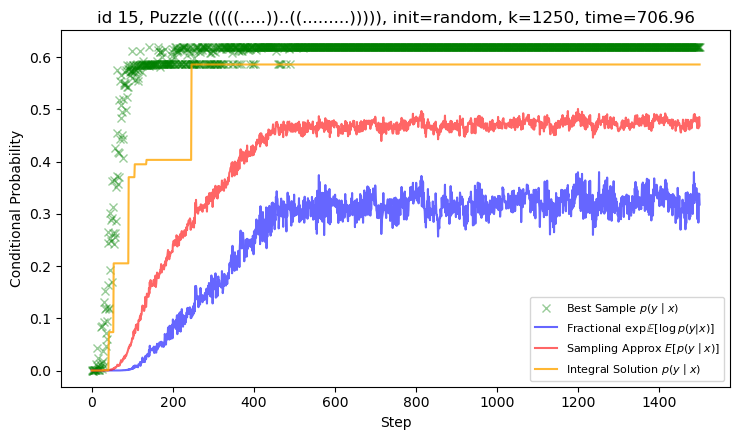 id 15, Puzzle (((((.....))..((.........))))), init=random, k=1250, time=706.96
Conditional Probability
0.6
0.5
0.4
0.3
0.2
0.1
0.0
0
200
400
600
800
1000
1200
1400
Step
Best Sample p(y | x)
Fractional exp 𝔼[log p(y|x)]
Sampling Approx E[p(y | x)]
Integral Solution p(y | x)